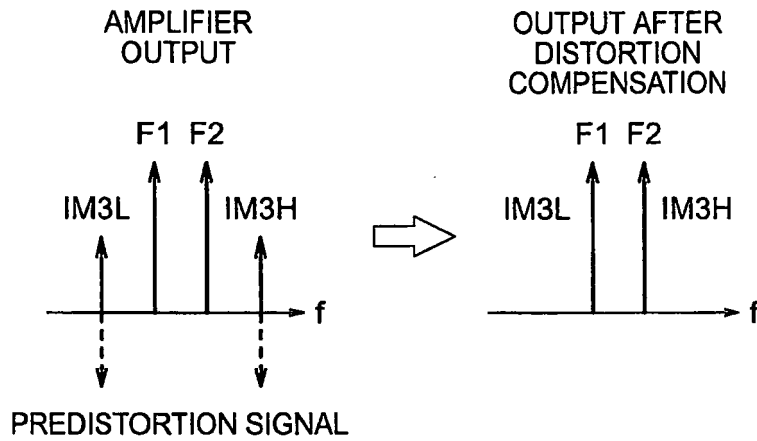 AMPLIFIER
OUTPUT
F1 F2
IM3L
IM3H
f
PREDISTORTION SIGNAL
OUTPUT AFTER
DISTORTION
COMPENSATION
F1 F2
IM3L
IM3H
f